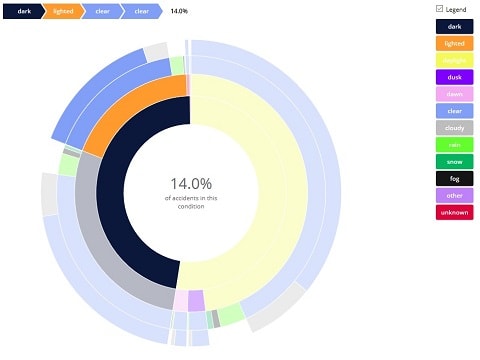 dark lighted clear clear 14.0%
Legend
dark
lighted
daylight
dusk
dawn
clear
cloudy
rain
snow
fog
other
unknown
14.0%
of accidents in this
condition